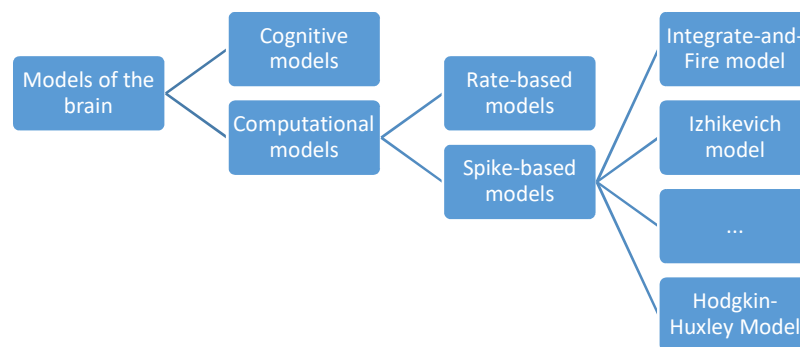 Models of the
brain
Cognitive
models
Computational
models
Rate-based
models
Spike-based
models
Integrate-and-
Fire model
Izhikevich
model
...
Hodgkin-
Huxley Model